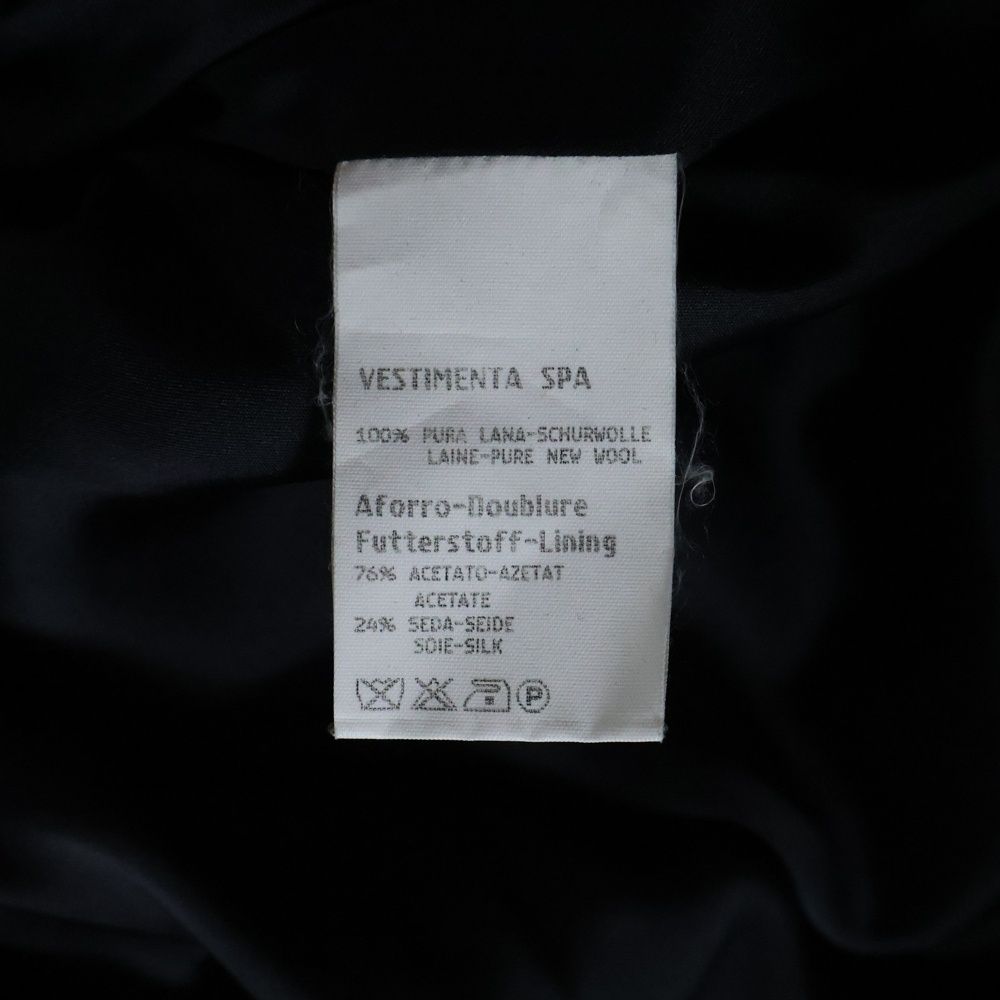 VESTIMENTA SPA
100% PURA LANA-SCHURWOLLE
LAINE-PURE NEW WOOL
Aforro-Doublure
Futterstoff-Lining
76% ACETATO-AZETAT
ACETATE
24% SEDA-SEIDE
SOIE-SILK
P